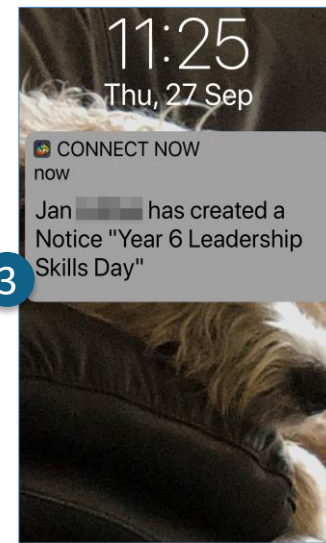 11:25
Thu, 27 Sep
CONNECT NOW
now
Jan has created a
Notice "Year 6 Leadership
Skills Day"
3